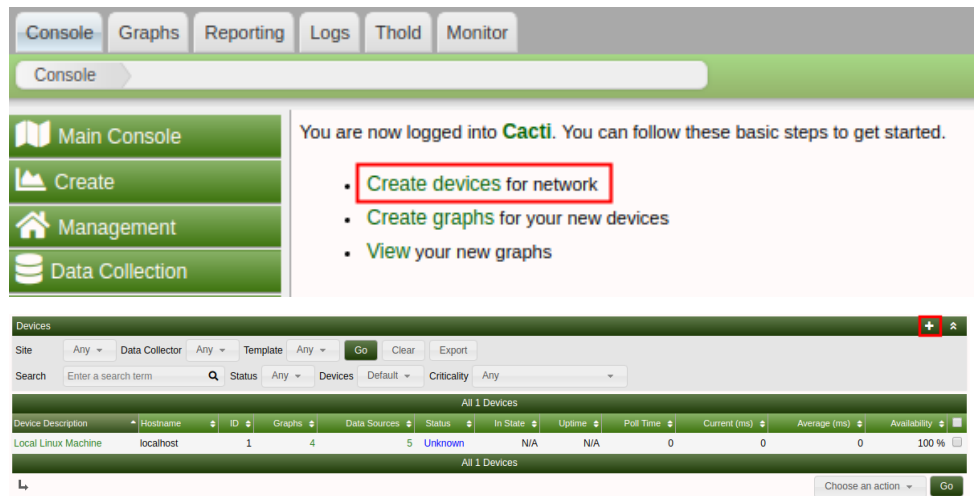 Console Graphs Reporting Logs Thold Monitor
Console
Main Console
Create
Management
Data Collection
You are now logged into Cacti. You can follow these basic steps to get started.
• Create devices for network
• Create graphs for your new devices
• View your new graphs
Devices
Site Any Data Collector Any Template Any Go Clear Export
Search Enter a search term Status Any Devices Default Criticality Any
All 1 Devices
Device Description Hostname ID Graphs Data Sources Status In State Uptime Poll Time Current (ms) Average (ms) Availability
Local Linux Machine localhost 1 4 5 Unknown N/A N/A 0 0 0 100 %
All 1 Devices
Choose an action Go